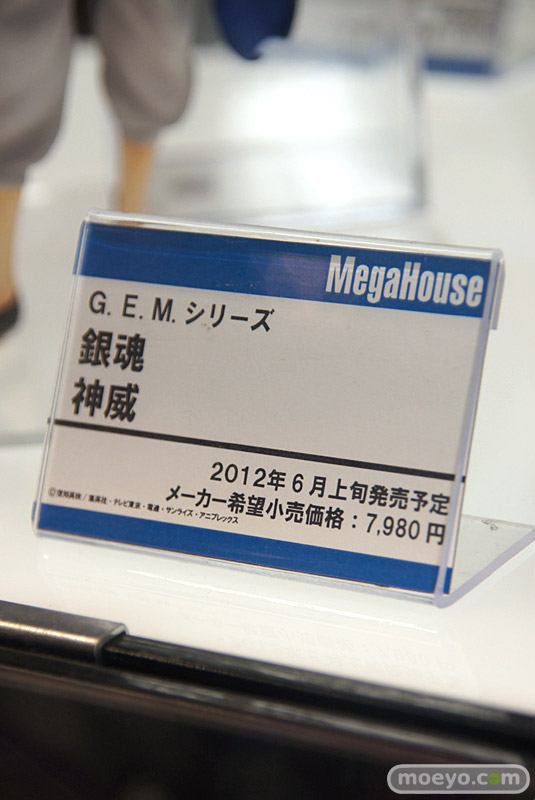 MegaHouse
G. E. M. シリーズ
銀魂
神威
2012年6月上旬発売予定
メーカー希望小売価格：7,980円
©空知英秋/集英社・テレビ東京・電通・サンライズ・アニプレックス
moeyo.com